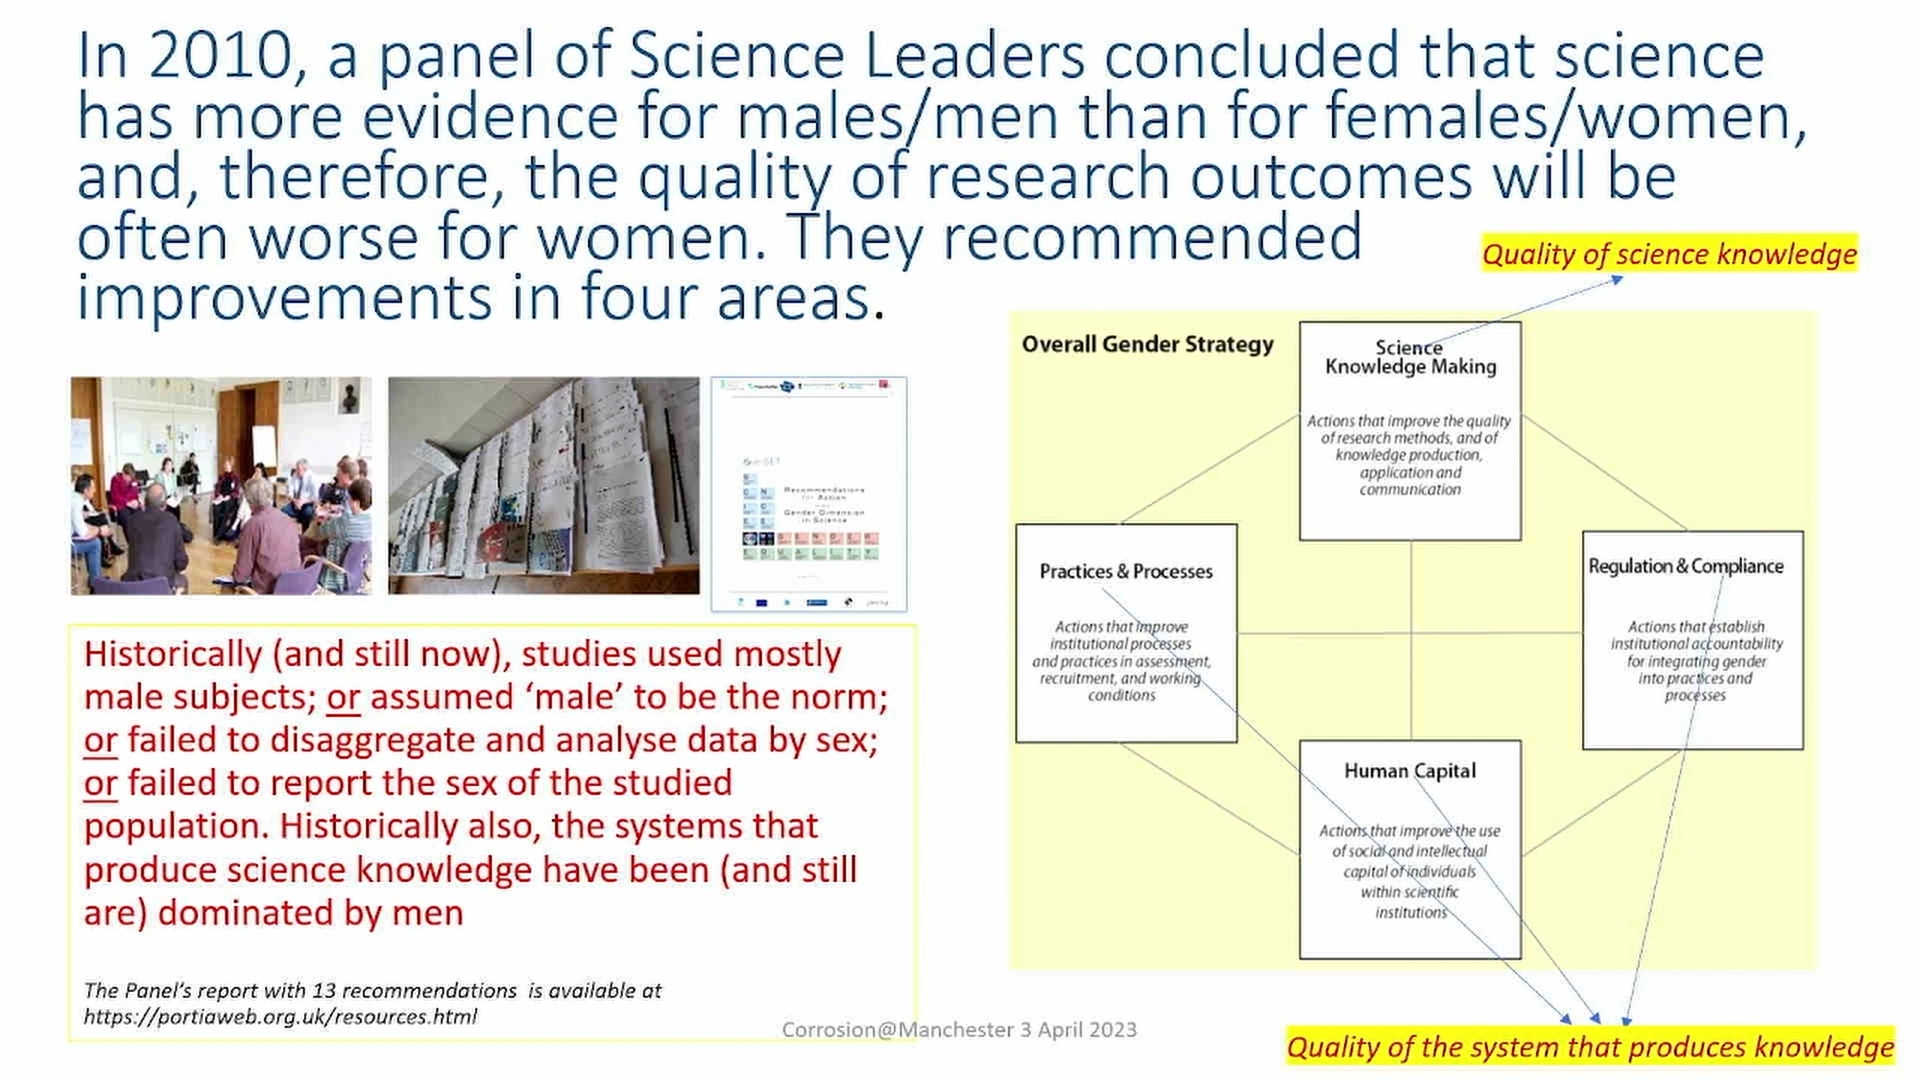 In 2010, a panel of Science Leaders concluded that science
has more evidence for males/men than for females/women,
and, therefore, the quality of research outcomes will be
often worse for women. They recommended
improvements in four areas.
Quality of science knowledge
Overall Gender Strategy
Science
Knowledge Making
Actions that improve the quality
of research methods, and of
knowledge production,
application and
communication
Practices & Processes
Actions that improve
institutional processes
and practices in assessment,
recruitment, and working
conditions
Regulation & Compliance
Actions that establish
institutional accountability
for integrating gender
into practices and
processes
Human Capital
Actions that improve the use
of social and intellectual
capital of individuals
within scientific
institutions
Recommendations
for Action
Gender Dimension
in Science
GENDER
EQUALITY
Historically (and still now), studies used mostly
male subjects; or assumed ‘male’ to be the norm;
or failed to disaggregate and analyse data by sex;
or failed to report the sex of the studied
population. Historically also, the systems that
produce science knowledge have been (and still
are) dominated by men
The Panel’s report with 13 recommendations is available at
https://portiaweb.org.uk/resources.html
Corrosion@Manchester 3 April 2023
Quality of the system that produces knowledge